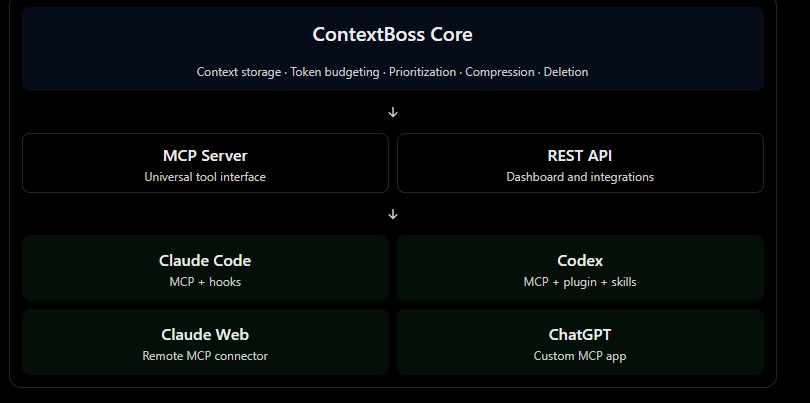 ContextBoss Core
Context storage · Token budgeting · Prioritization · Compression · Deletion
↓
MCP Server
Universal tool interface
REST API
Dashboard and integrations
↓
Claude Code
MCP + hooks
Codex
MCP + plugin + skills
Claude Web
Remote MCP connector
ChatGPT
Custom MCP app